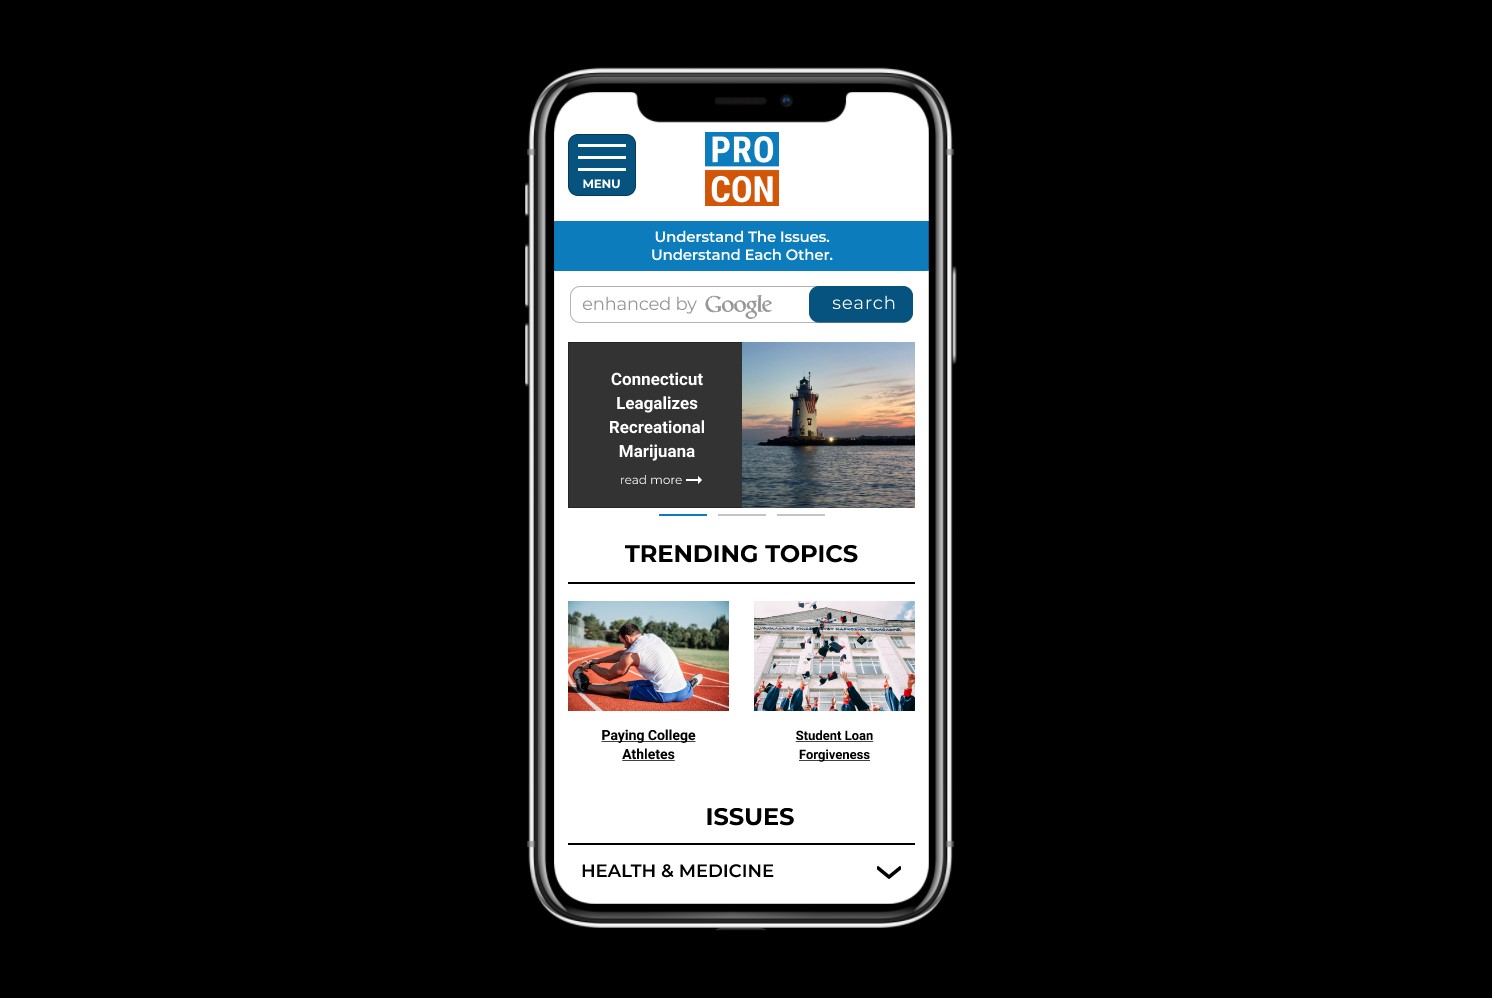 MENU
PRO
CON
Understand The Issues.
Understand Each Other.
enhanced by Google
search
Connecticut
Leagalizes
Recreational
Marijuana
read more
TRENDING TOPICS
Paying College
Athletes
Student Loan
Forgiveness
ISSUES
HEALTH & MEDICINE